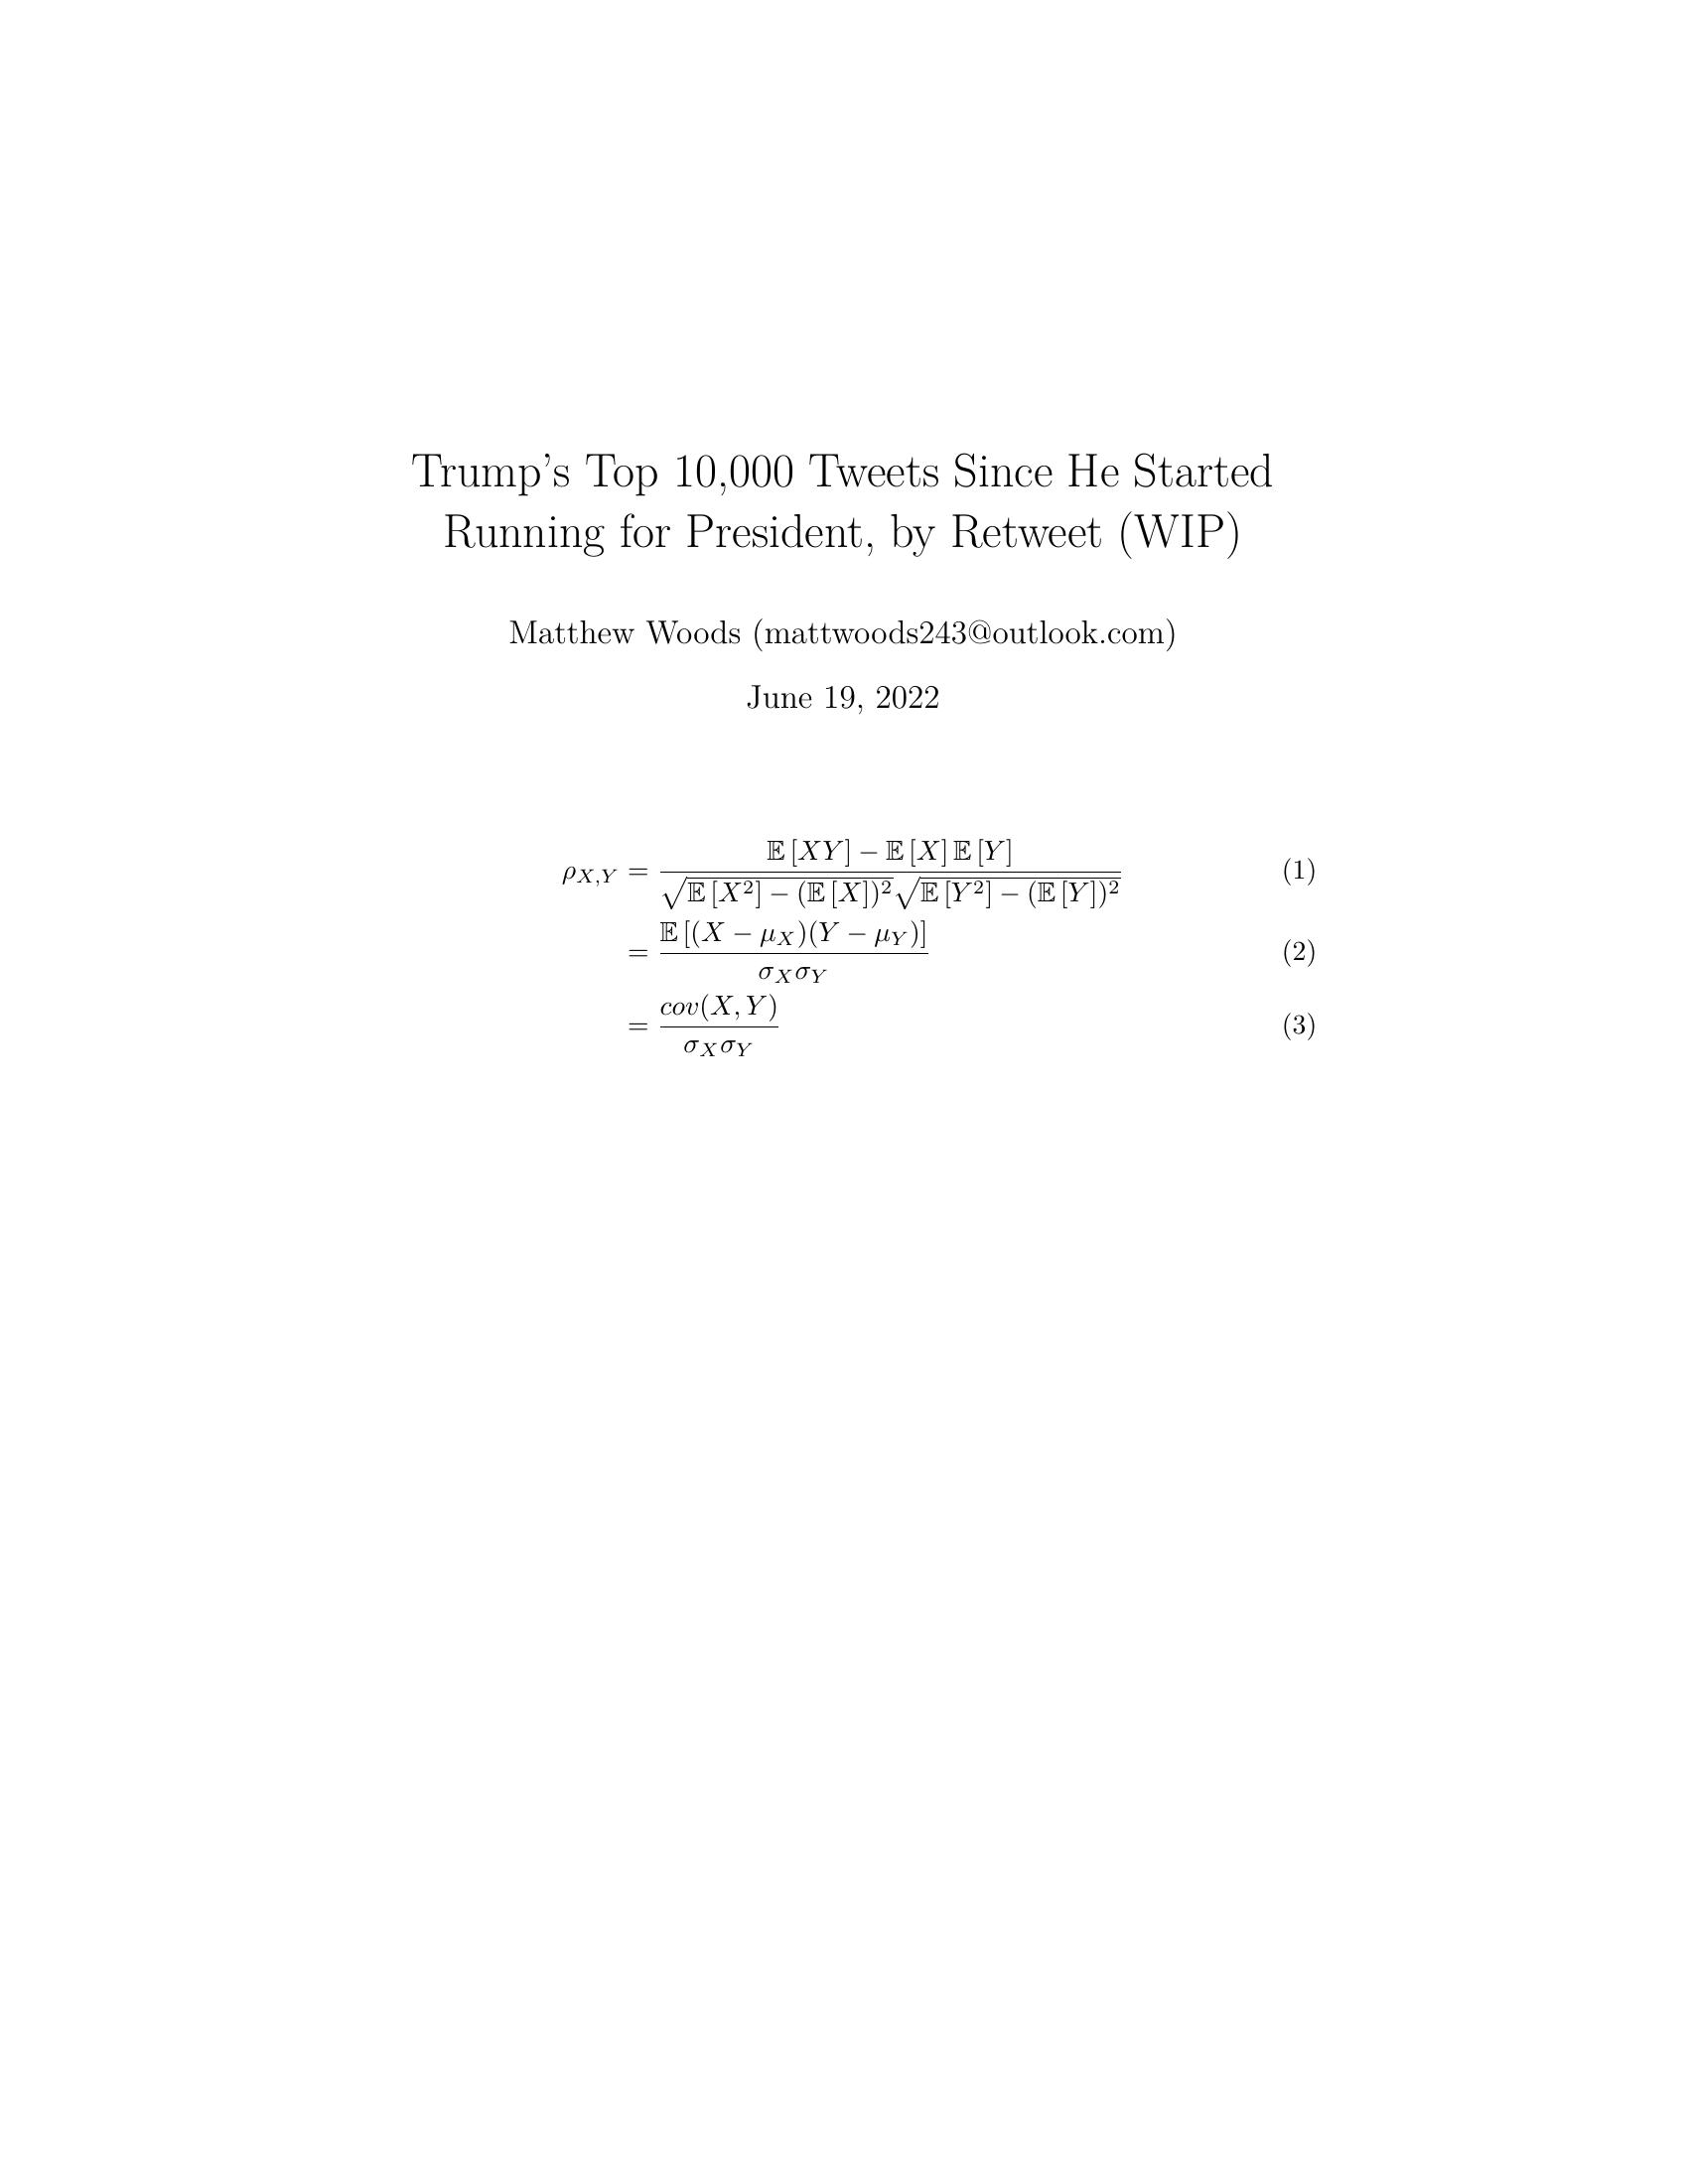 Trump's Top 10,000 Tweets Since He Started
Running for President, by Retweet (WIP)
Matthew Woods (mattwoods243@outlook.com)
June 19, 2022
$\rho_{X,Y} = \frac{\mathbb{E}[XY] - \mathbb{E}[X]\mathbb{E}[Y]}{\sqrt{\mathbb{E}[X^2] - (\mathbb{E}[X])^2}\sqrt{\mathbb{E}[Y^2] - (\mathbb{E}[Y])^2}}$ (1)
$= \frac{\mathbb{E}[(X - \mu_X)(Y - \mu_Y)]}{\sigma_X \sigma_Y}$ (2)
$= \frac{cov(X, Y)}{\sigma_X \sigma_Y}$ (3)